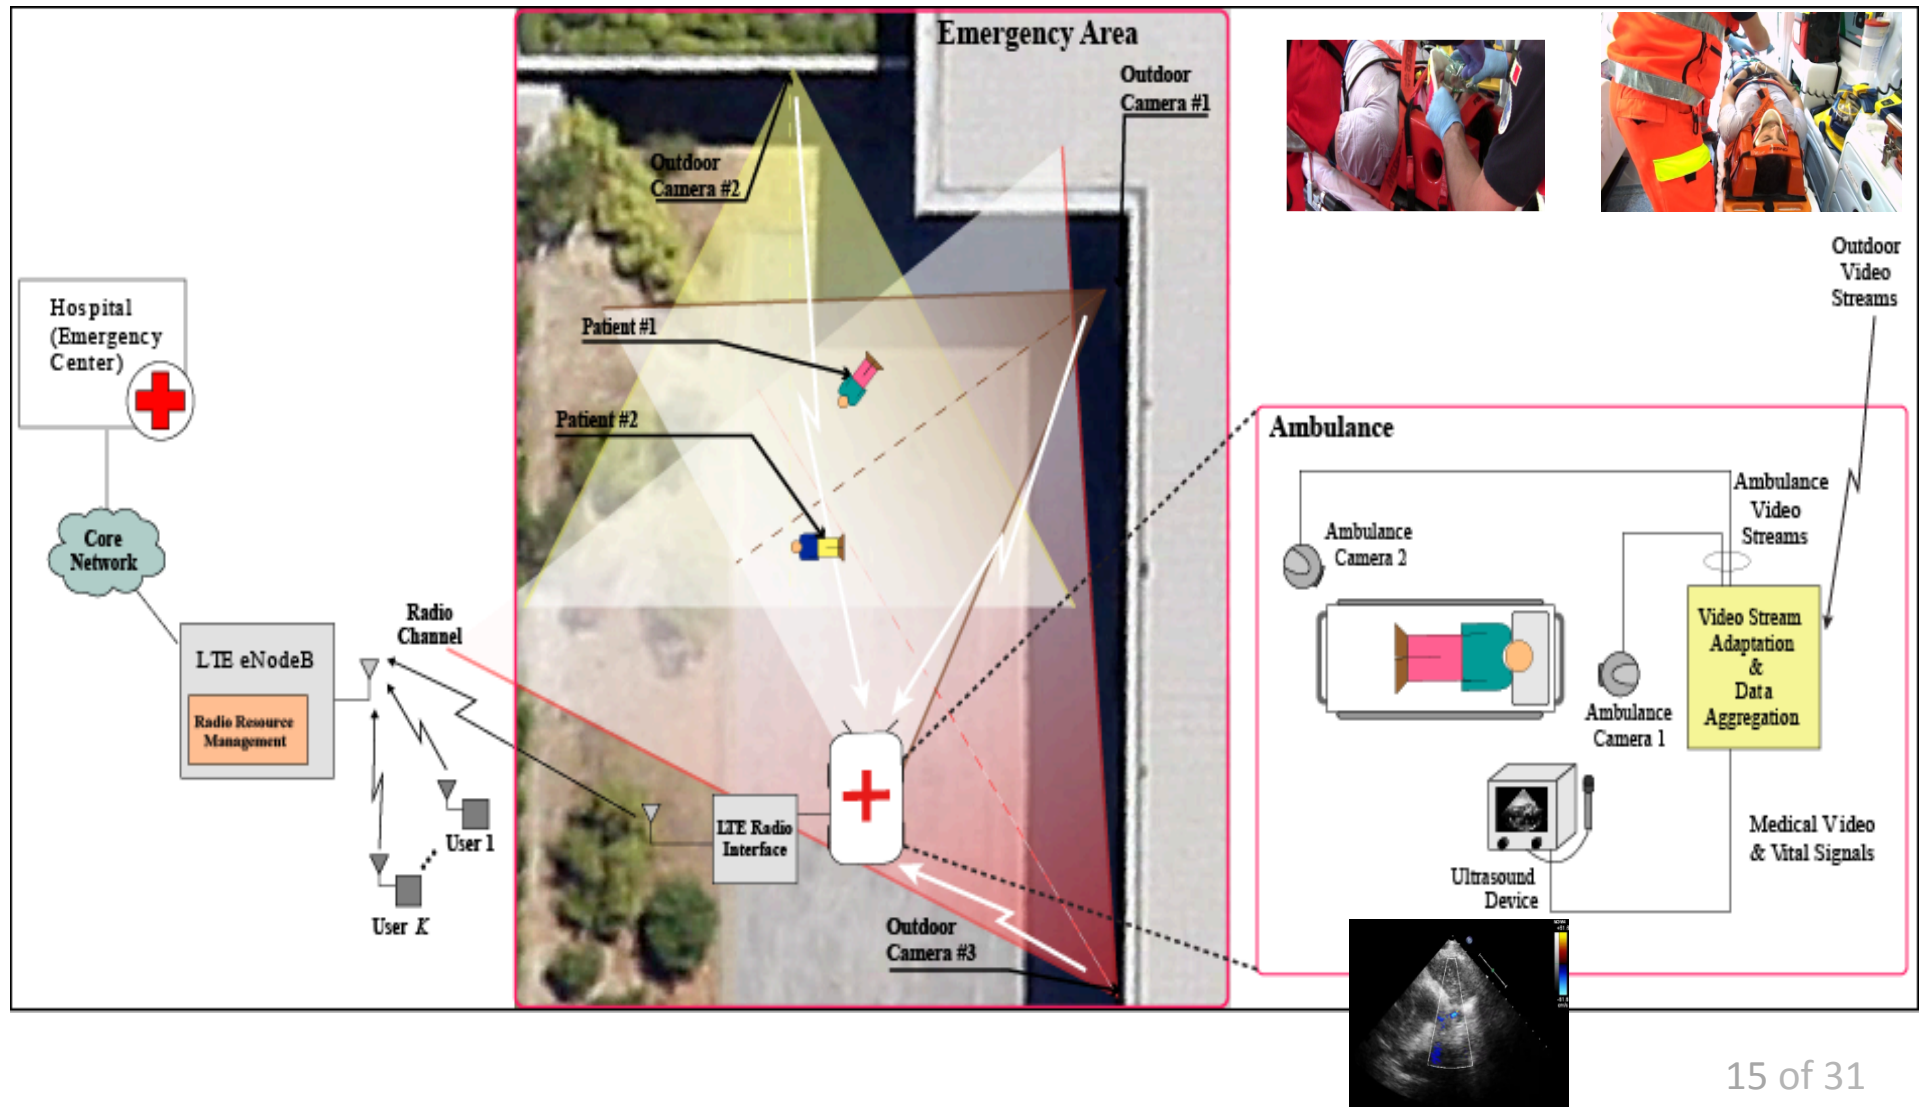 Emergency Area
Outdoor
Camera #1
Outdoor
Camera #2
Patient #1
Patient #2
Outdoor
Camera #3
LTE Radio
Interface
Hospital
(Emergency
Center)
Core
Network
Radio
Channel
LTE eNodeB
Radio Resource
Management
User 1
User K
Outdoor
Video
Streams
Ambulance
Ambulance
Video
Streams
Ambulance
Camera 2
Ambulance
Camera 1
Video Stream
Adaptation
&
Data
Aggregation
Medical Video
& Vital Signals
Ultrasound
Device
15 of 31